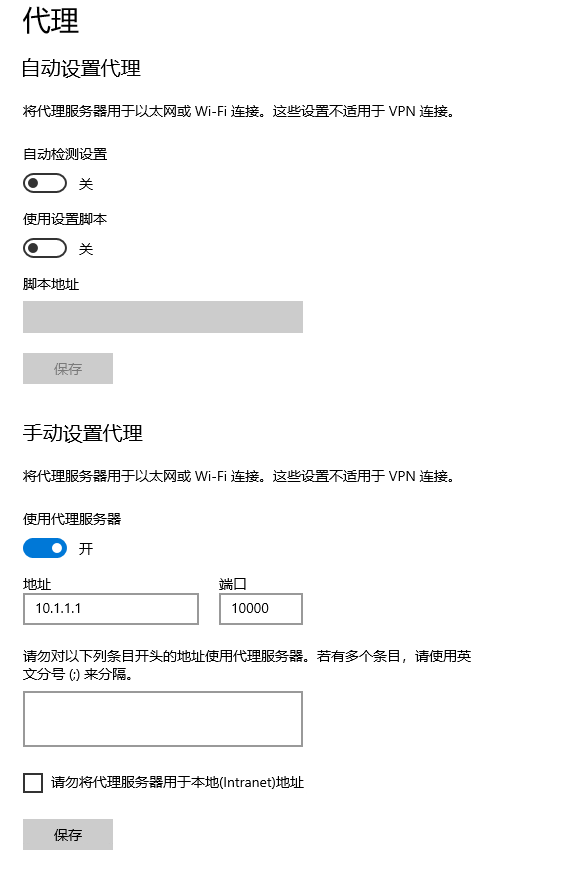 代理
自动设置代理
将代理服务器用于以太网或 Wi-Fi 连接。这些设置不适用于 VPN 连接。
自动检测设置
关
使用设置脚本
关
脚本地址
保存
手动设置代理
将代理服务器用于以太网或 Wi-Fi 连接。这些设置不适用于 VPN 连接。
使用代理服务器
开
地址 端口
10.1.1.1 10000
请勿对以下列条目开头的地址使用代理服务器。若有多个条目，请使用英
文分号 (;) 来分隔。
请勿将代理服务器用于本地(Intranet)地址
保存